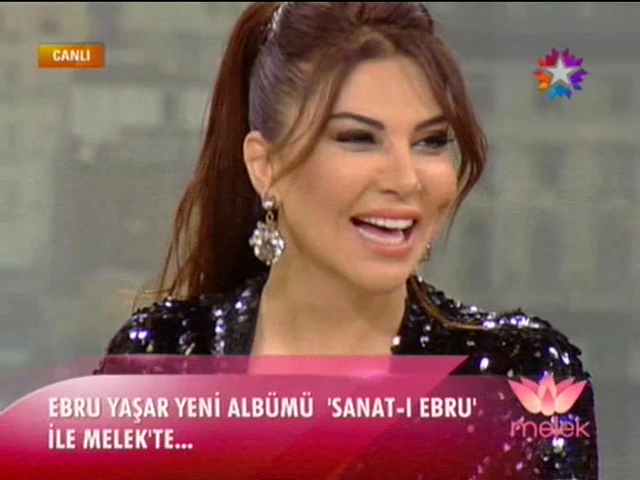 CANLI
EBRU YAŞAR YENİ ALBÜMÜ 'SANAT-I EBRU'
İLE MELEK'TE...
melek